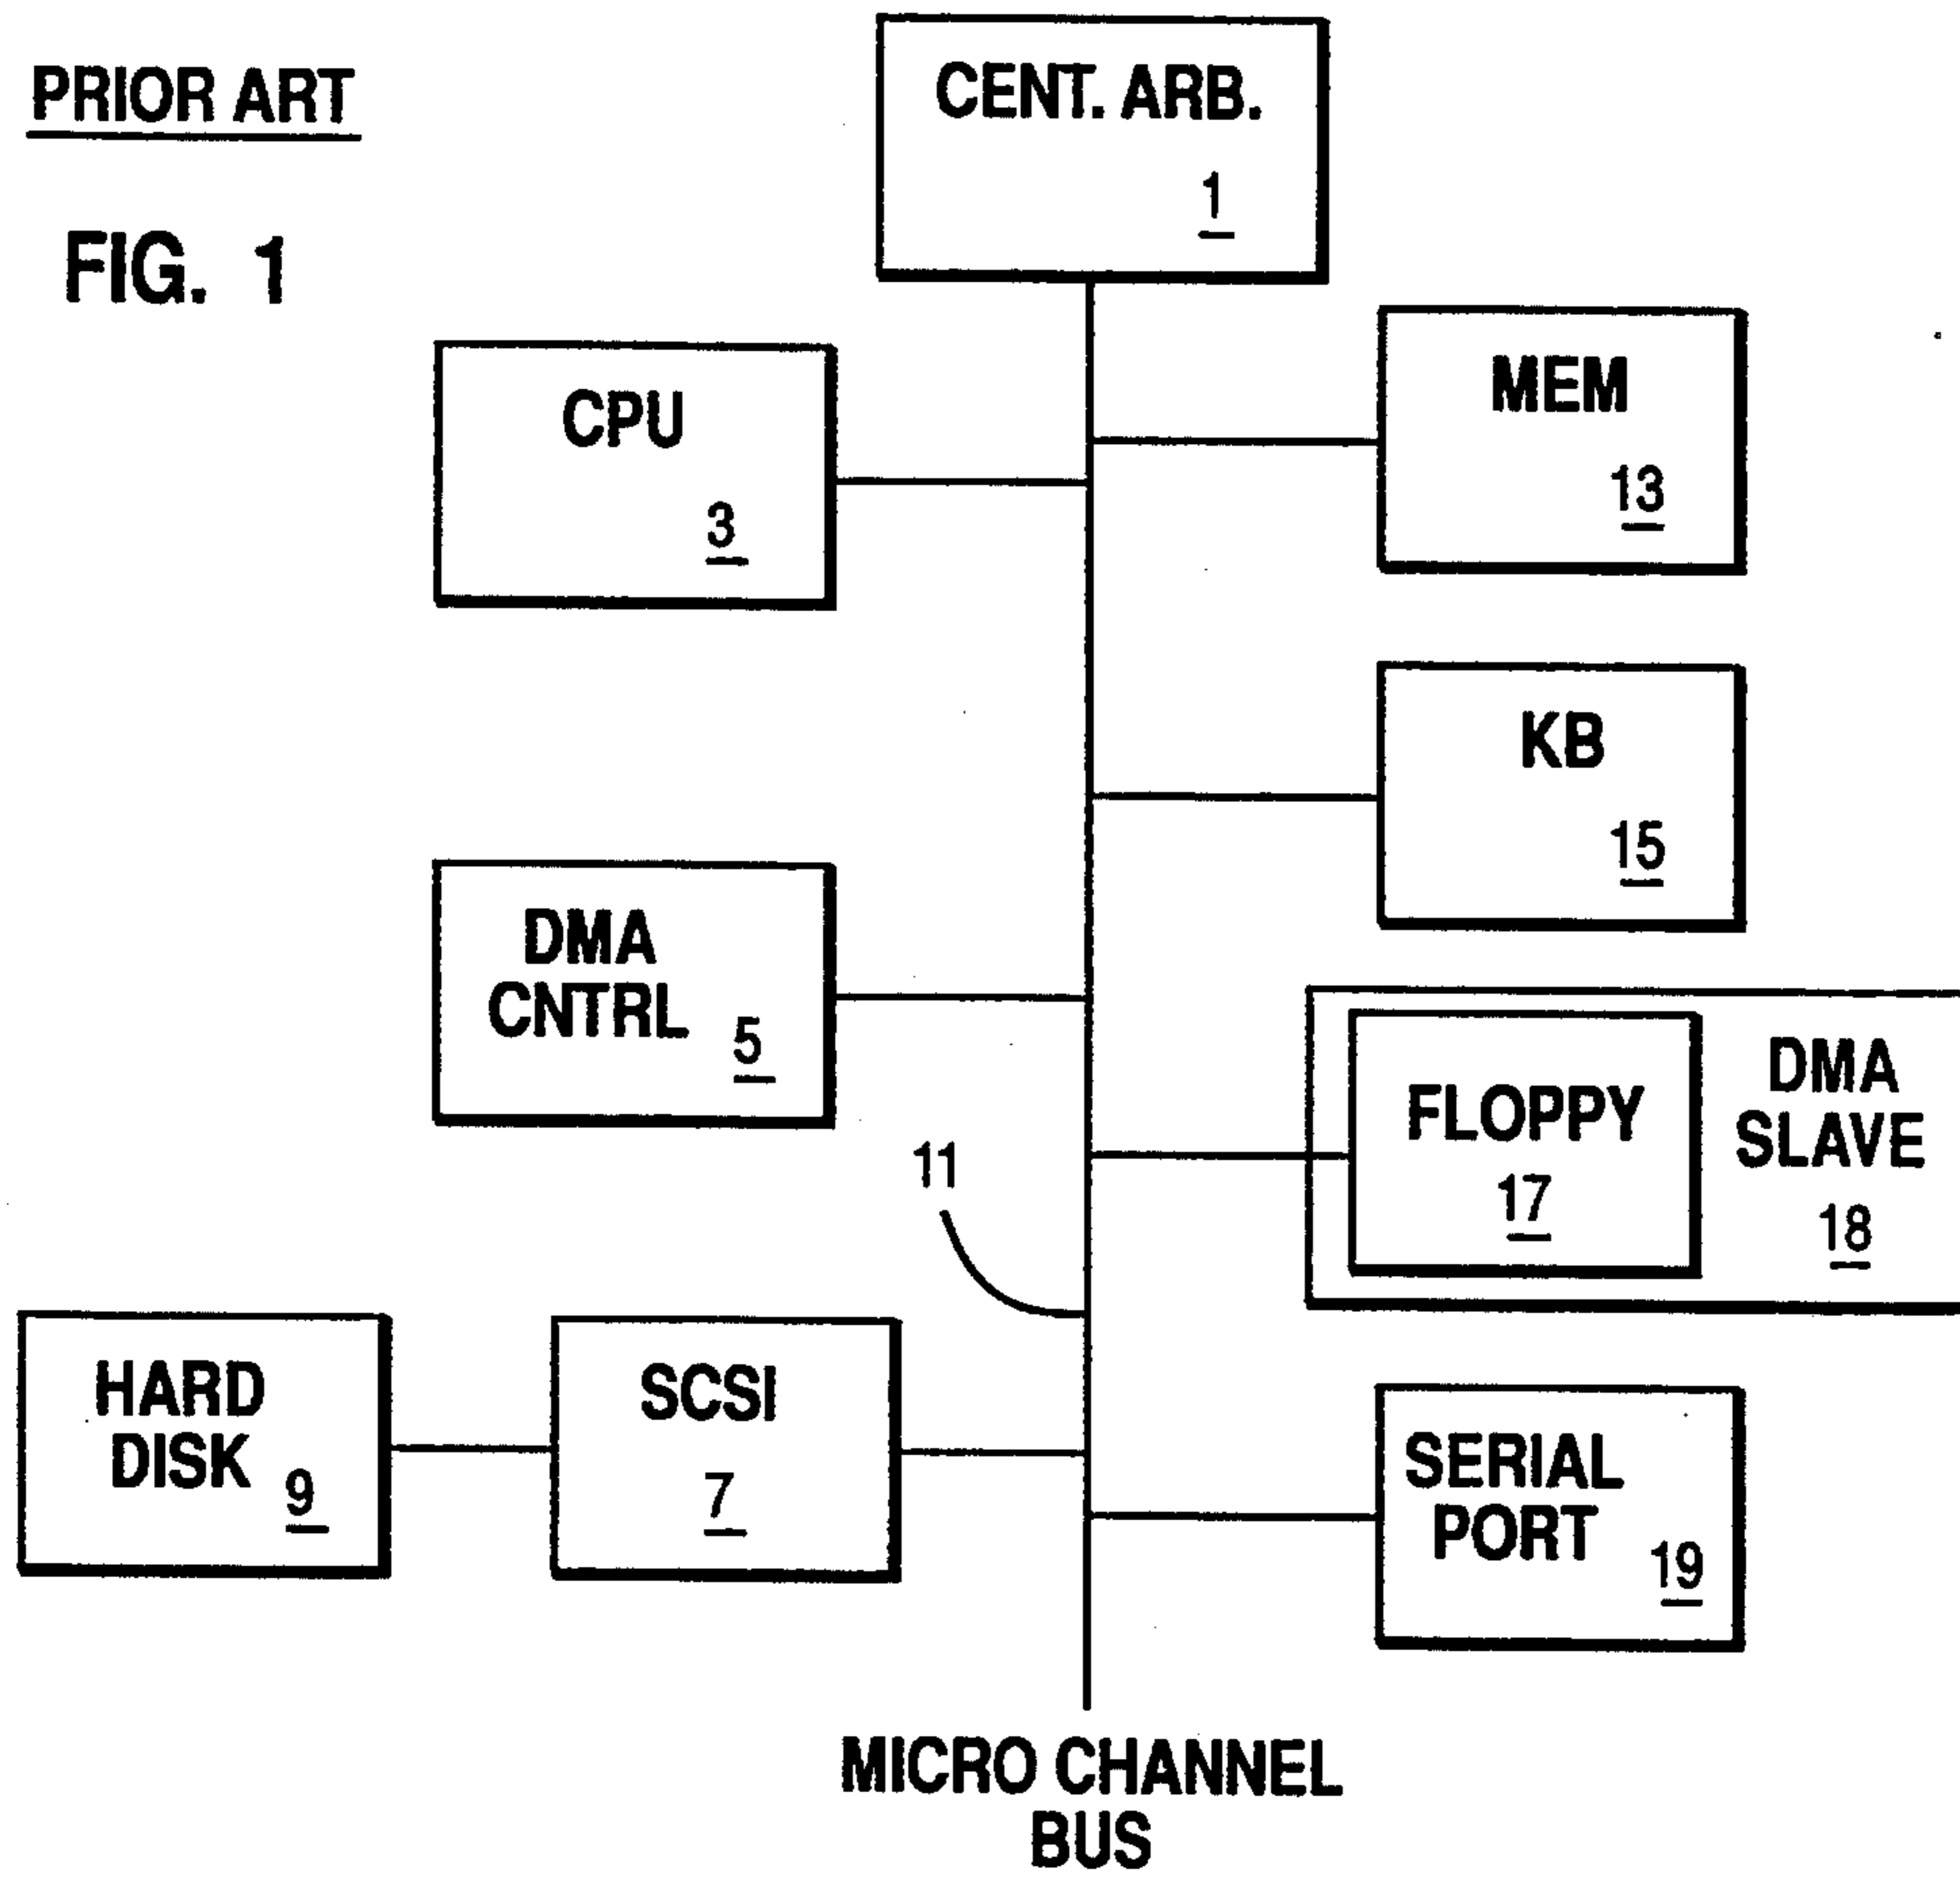 PRIOR ART
FIG. 1
CENT. ARB.
1
CPU
3
MEM
13
KB
15
DMA
CNTRL
5
FLOPPY
17
DMA
SLAVE
18
11
HARD
DISK
9
SCSI
7
SERIAL
PORT
19
MICRO CHANNEL
BUS